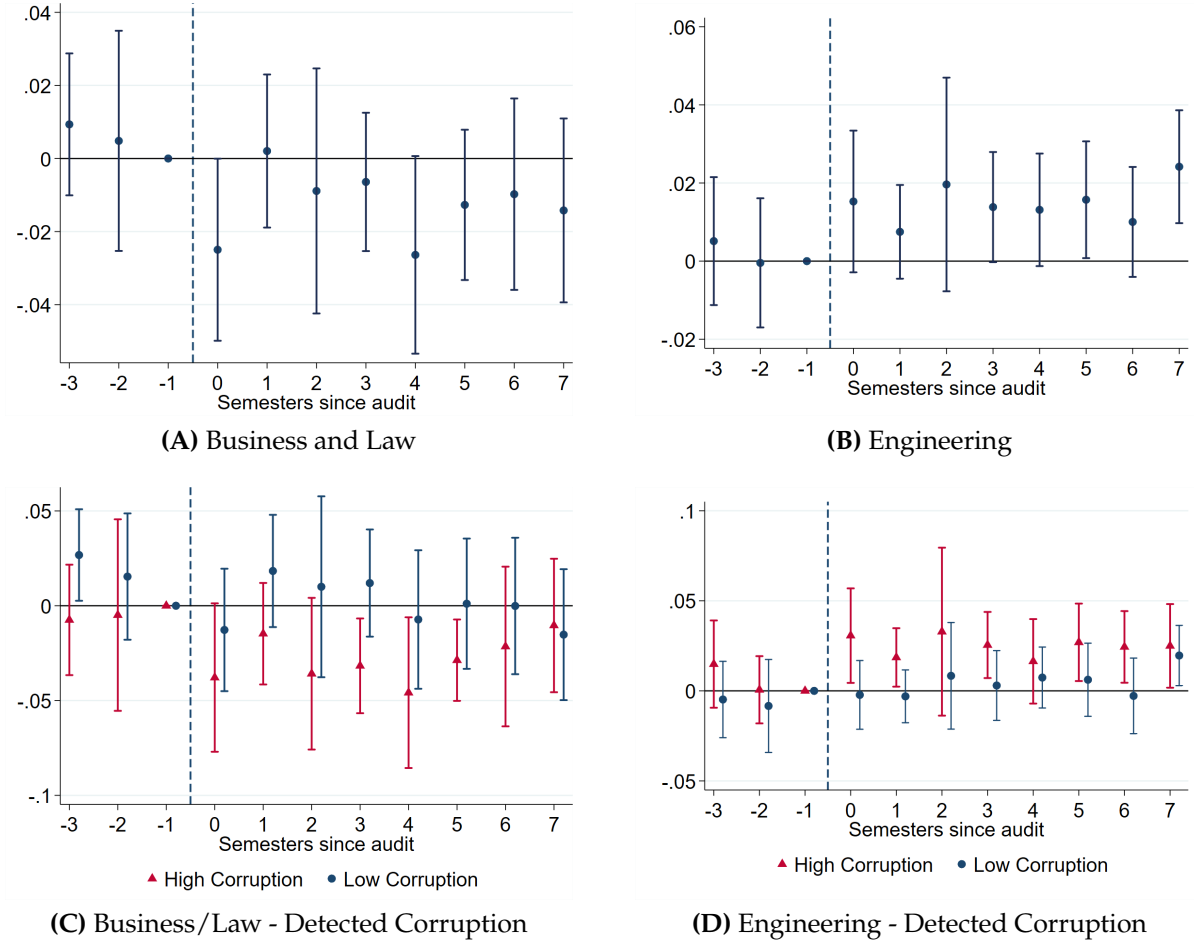 .04
.02
0
-.02
-.04
-3 -2 -1 0 1 2 3 4 5 6 7
Semesters since audit
(A) Business and Law
.06
.04
.02
0
-.02
-3 -2 -1 0 1 2 3 4 5 6 7
Semesters since audit
(B) Engineering
.05
0
-.05
-.1
-3 -2 -1 0 1 2 3 4 5 6 7
Semesters since audit
High Corruption Low Corruption
(C) Business/Law - Detected Corruption
.1
.05
0
-.05
-3 -2 -1 0 1 2 3 4 5 6 7
Semesters since audit
High Corruption Low Corruption
(D) Engineering - Detected Corruption